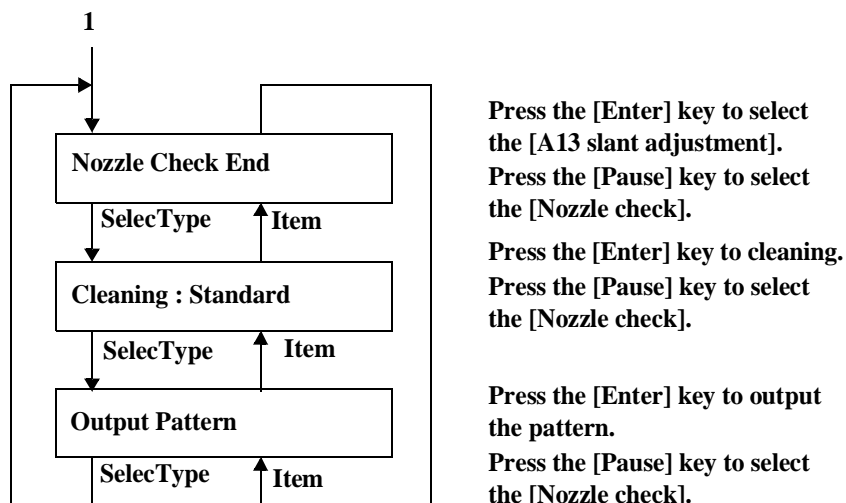 1
Press the [Enter] key to select
the [A13 slant adjustment].
Nozzle Check End
Press the [Pause] key to select
the [Nozzle check].
SelecType
Item
Press the [Enter] key to cleaning.
Cleaning : Standard
Press the [Pause] key to select
the [Nozzle check].
SelecType
Item
Press the [Enter] key to output
Output Pattern
the pattern.
Press the [Pause] key to select
SelecType
Item
the [Nozzle check].